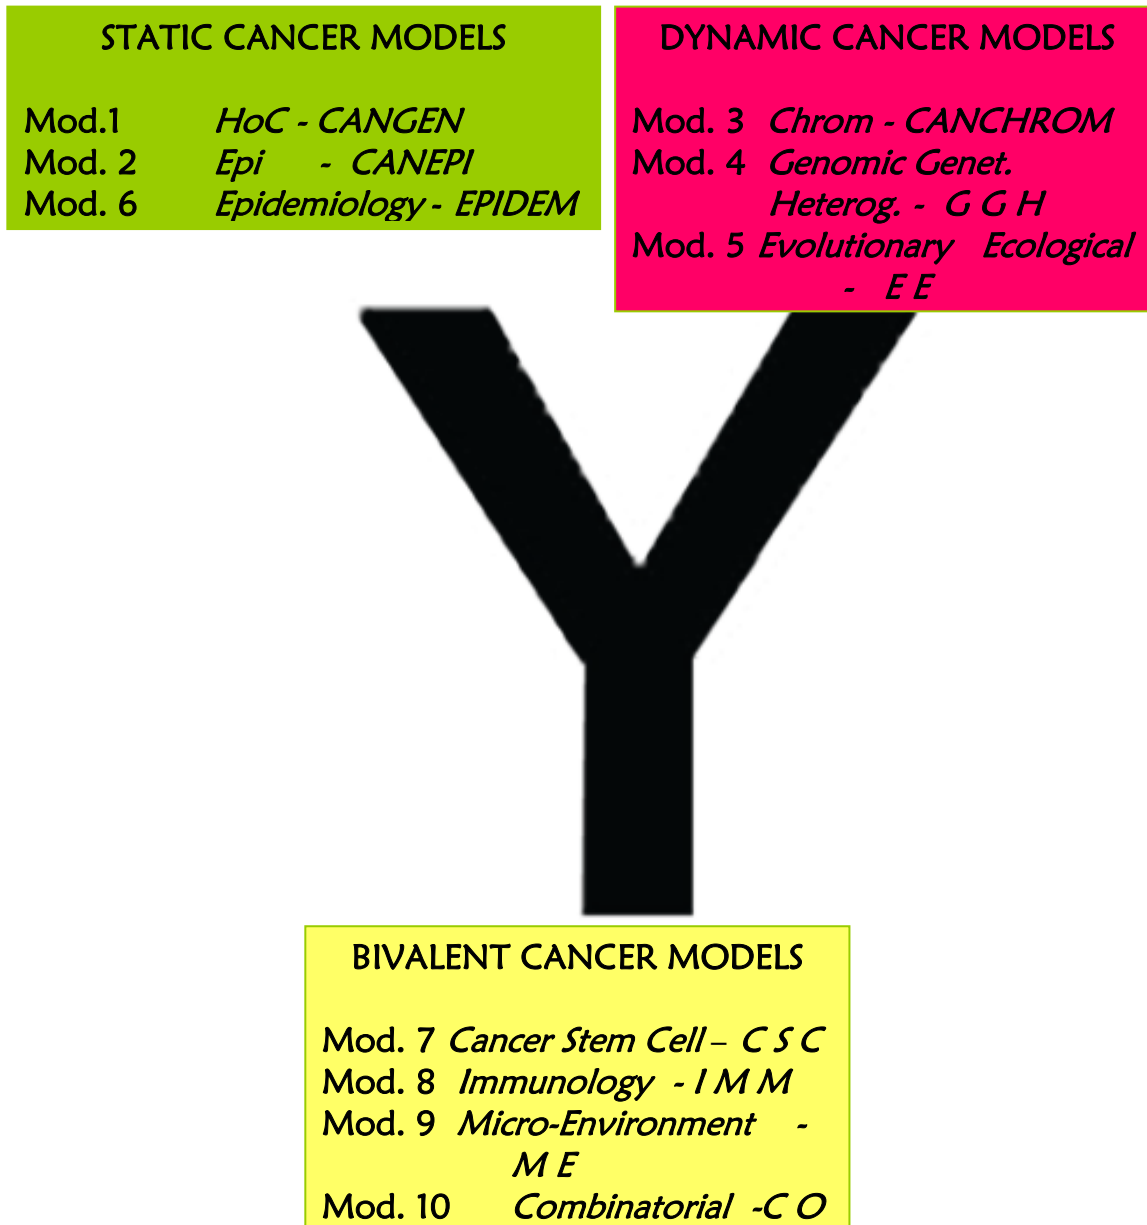 STATIC CANCER MODELS
Mod.1 HoC - CANGEN
Mod. 2 Epi - CANEPI
Mod. 6 Epidemiology - EPIDEM
DYNAMIC CANCER MODELS
Mod. 3 Chrom - CANCHROM
Mod. 4 Genomic Genet.
Heterog. - G G H
Mod. 5 Evolutionary Ecological
- E E
Y
BIVALENT CANCER MODELS
Mod. 7 Cancer Stem Cell – C S C
Mod. 8 Immunology - I M M
Mod. 9 Micro-Environment -
M E
Mod. 10 Combinatorial -C O